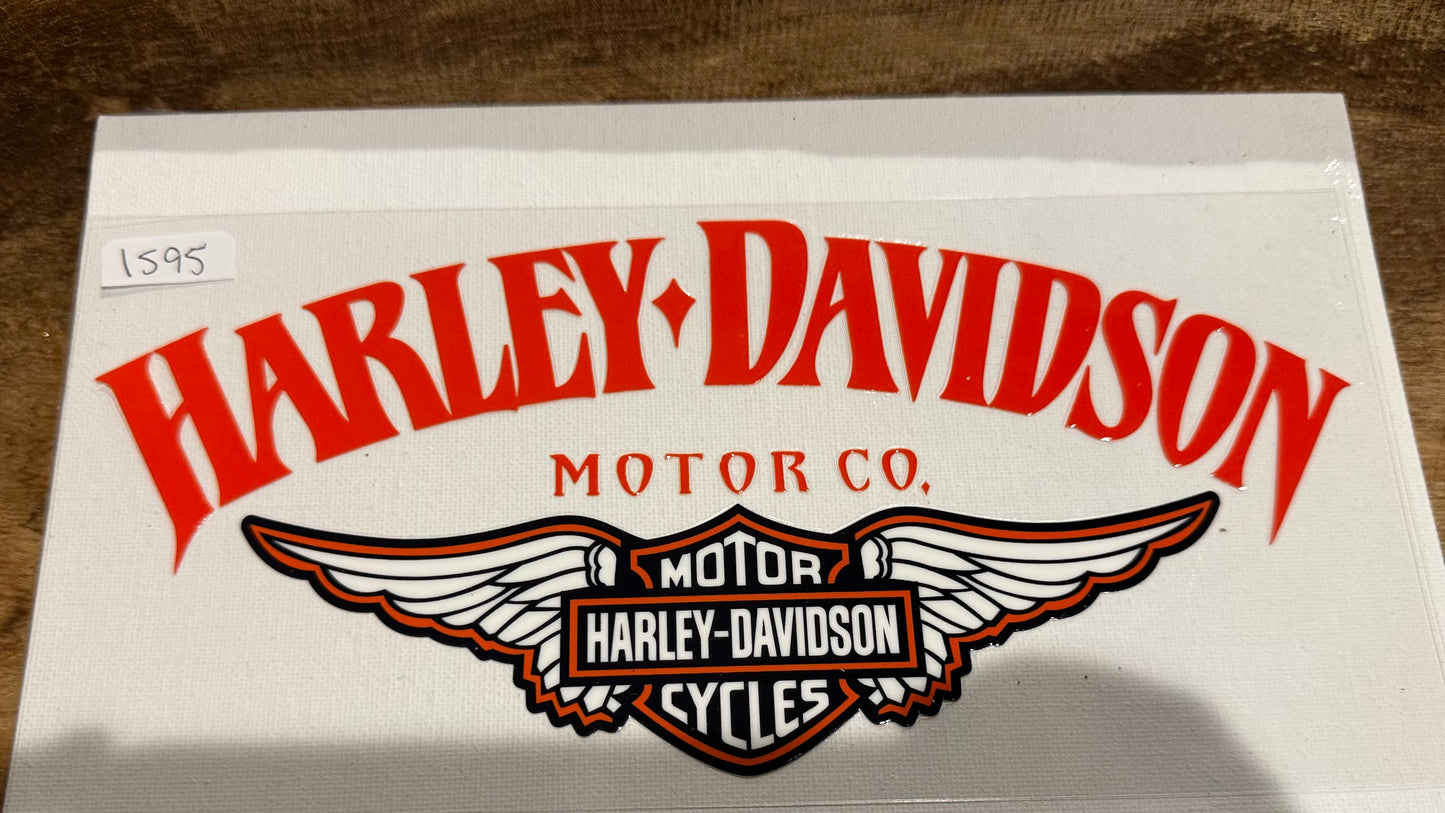 1595
HARLEY♦DAVIDSON
MOTOR CO.
MOTOR
HARLEY-DAVIDSON
CYCLES